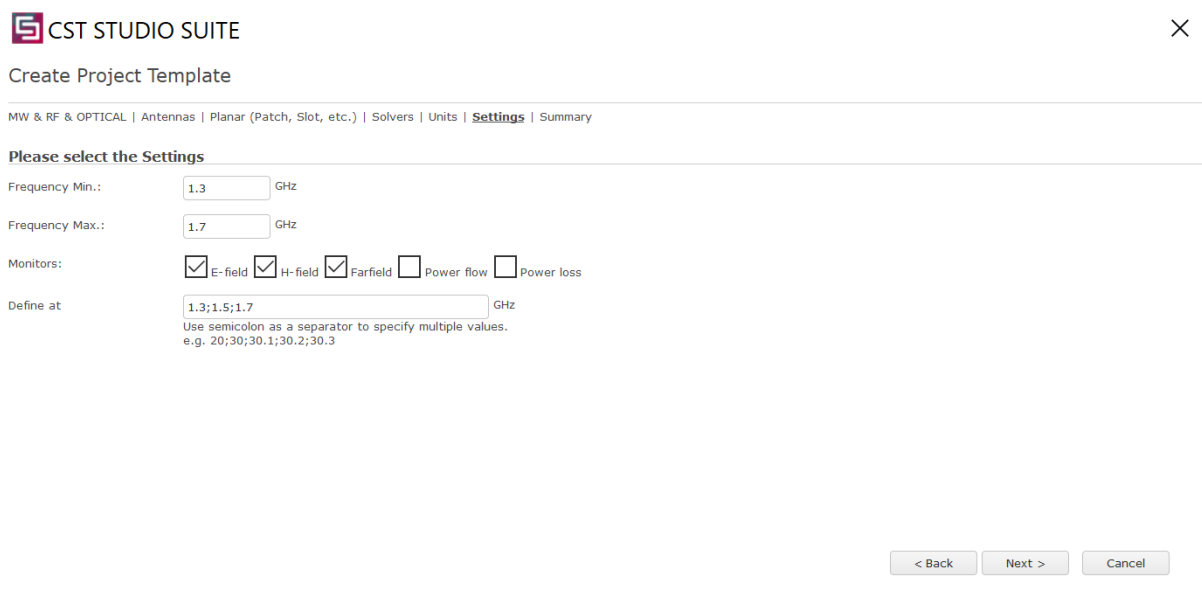 CST STUDIO SUITE
Create Project Template
MW & RF & OPTICAL | Antennas | Planar (Patch, Slot, etc.) | Solvers | Units | Settings | Summary
Please select the Settings
Frequency Min.: 1.3 GHz
Frequency Max.: 1.7 GHz
Monitors: E-field H-field Farfield Power flow Power loss
Define at 1.3;1.5;1.7 GHz
Use semicolon as a separator to specify multiple values.
e.g. 20;30;30.1;30.2;30.3
< Back Next > Cancel